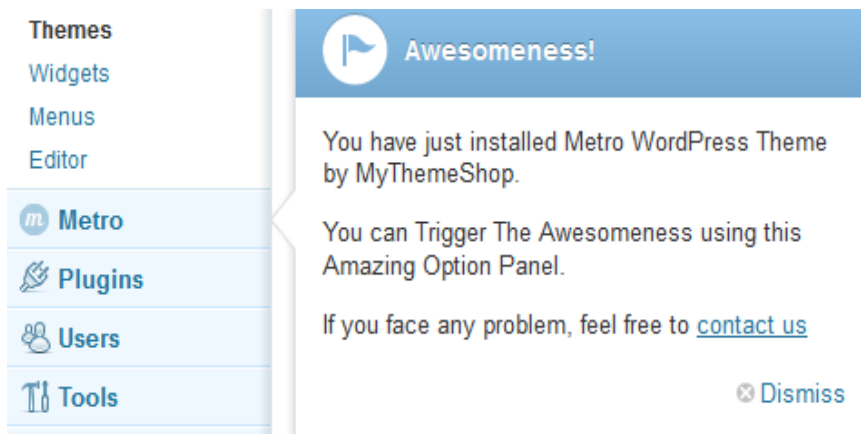 Themes
Widgets
Menus
Editor
m Metro
Plugins
Users
Tools
Awesomeness!
You have just installed Metro WordPress Theme
by MyThemeShop.
You can Trigger The Awesomeness using this
Amazing Option Panel.
If you face any problem, feel free to contact us
Dismiss